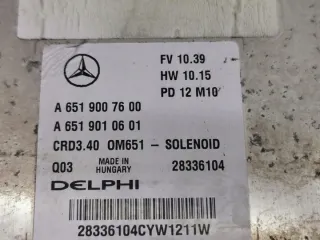 FV 10.39
HW 10.15
PD 12 M10
A 651 900 76 00
A 651 901 06 01
CRD3.40 OM651 - SOLENOID
Q03 MADE IN HUNGARY 28336104
DELPHI
28336104CYW1211W